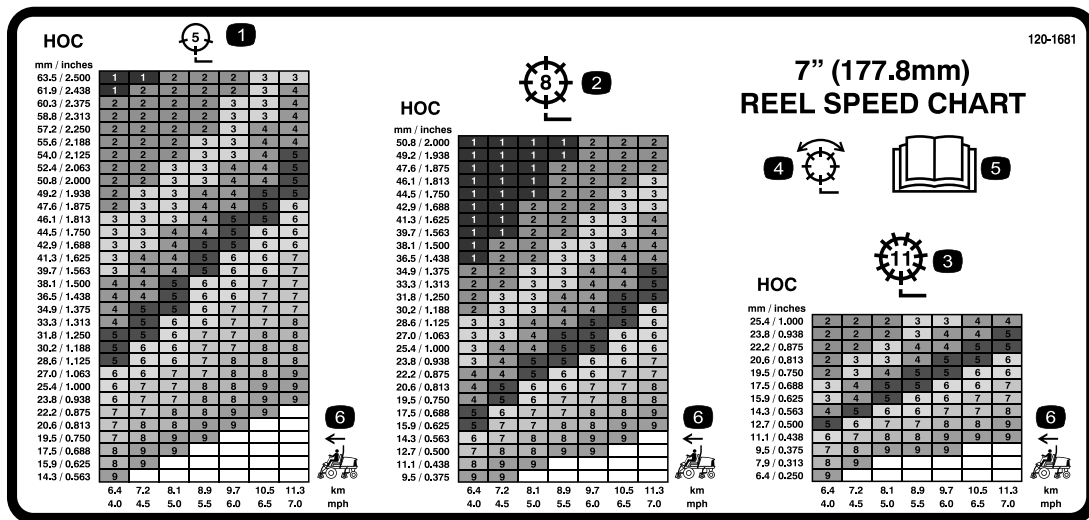 120-1681
7” (177.8mm)
REEL SPEED CHART
4
5
HOC
5 1
mm / inches
63.5 / 2.500 1 1 2 2 2 3 3
61.9 / 2.438 1 2 2 2 2 3 4
60.3 / 2.375 2 2 2 2 3 3 4
58.8 / 2.313 2 2 2 2 3 3 4
57.2 / 2.250 2 2 2 2 3 4 4
55.6 / 2.188 2 2 2 3 3 4 4
54.0 / 2.125 2 2 2 3 3 4 5
52.4 / 2.063 2 2 3 3 4 4 5
50.8 / 2.000 2 2 3 3 4 4 5
49.2 / 1.938 2 3 3 4 4 5 5
47.6 / 1.875 2 3 3 4 4 5 6
46.1 / 1.813 3 3 3 4 5 5 6
44.5 / 1.750 3 3 4 4 5 6 6
42.9 / 1.688 3 3 4 5 5 6 6
41.3 / 1.625 3 4 4 5 6 6 7
39.7 / 1.563 3 4 4 5 6 6 7
38.1 / 1.500 4 4 5 6 6 7 7
36.5 / 1.438 4 4 5 6 6 7 7
34.9 / 1.375 4 5 5 6 7 7 7
33.3 / 1.313 4 5 6 6 7 7 8
31.8 / 1.250 5 5 6 7 7 8 8
30.2 / 1.188 5 6 6 7 7 8 8
28.6 / 1.125 5 6 6 7 8 8 8
27.0 / 1.063 6 6 7 7 8 8 9
25.4 / 1.000 6 7 7 8 8 9 9
23.8 / 0.938 6 7 7 8 8 9 9
22.2 / 0.875 7 7 8 8 9 9
20.6 / 0.813 7 8 8 9 9
19.5 / 0.750 7 8 9 9
17.5 / 0.688 8 9 9
15.9 / 0.625 8 9
14.3 / 0.563 9
6.4 7.2 8.1 8.9 9.7 10.5 11.3 km
4.0 4.5 5.0 5.5 6.0 6.5 7.0 mph
6
HOC
8 2
mm / inches
50.8 / 2.000 1 1 1 1 2 2 2
49.2 / 1.938 1 1 1 1 2 2 2
47.6 / 1.875 1 1 1 2 2 2 2
46.1 / 1.813 1 1 1 2 2 2 3
44.5 / 1.750 1 1 1 2 2 3 3
42.9 / 1.688 1 1 2 2 2 3 3
41.3 / 1.625 1 1 2 2 3 3 4
39.7 / 1.563 1 1 2 2 3 3 4
38.1 / 1.500 1 2 2 3 3 4 4
36.5 / 1.438 1 2 2 3 3 4 4
34.9 / 1.375 2 2 3 3 4 4 5
33.3 / 1.313 2 2 3 3 4 4 5
31.8 / 1.250 2 3 3 4 4 5 5
30.2 / 1.188 2 3 3 4 5 5 6
28.6 / 1.125 3 3 4 4 5 5 6
27.0 / 1.063 3 3 4 5 5 6 6
25.4 / 1.000 3 4 4 5 5 6 6
23.8 / 0.938 3 4 5 5 6 6 7
22.2 / 0.875 4 4 5 6 6 7 7
20.6 / 0.813 4 5 6 6 7 7 8
19.5 / 0.750 4 5 6 7 7 8 8
17.5 / 0.688 5 6 7 7 8 8 9
15.9 / 0.625 5 7 7 8 8 9 9
14.3 / 0.563 6 7 8 8 9
12.7 / 0.500 7 8 8 9
11.1 / 0.438 8 9 9
9.5 / 0.375 9 9
6.4 7.2 8.1 8.9 9.7 10.5 11.3 km
4.0 4.5 5.0 5.5 6.0 6.5 7.0 mph
6
HOC
11 3
mm / inches
25.4 / 1.000 2 2 2 3 3 4 4
23.8 / 0.938 2 2 3 3 4 4 5
22.2 / 0.875 2 2 3 4 4 5 5
20.6 / 0.813 2 3 3 4 5 5 6
19.5 / 0.750 2 3 4 5 5 6 6
17.5 / 0.688 3 4 5 5 6 6 7
15.9 / 0.625 3 4 5 6 6 7 7
14.3 / 0.563 4 5 6 6 7 7 8
12.7 / 0.500 5 6 7 7 8 8 9
11.1 / 0.438 6 7 8 8 9 9
9.5 / 0.375 7 8 9
7.9 / 0.313 8 9
6.4 / 0.250 9
6.4 7.2 8.1 8.9 9.7 10.5 11.3 km
4.0 4.5 5.0 5.5 6.0 6.5 7.0 mph
6